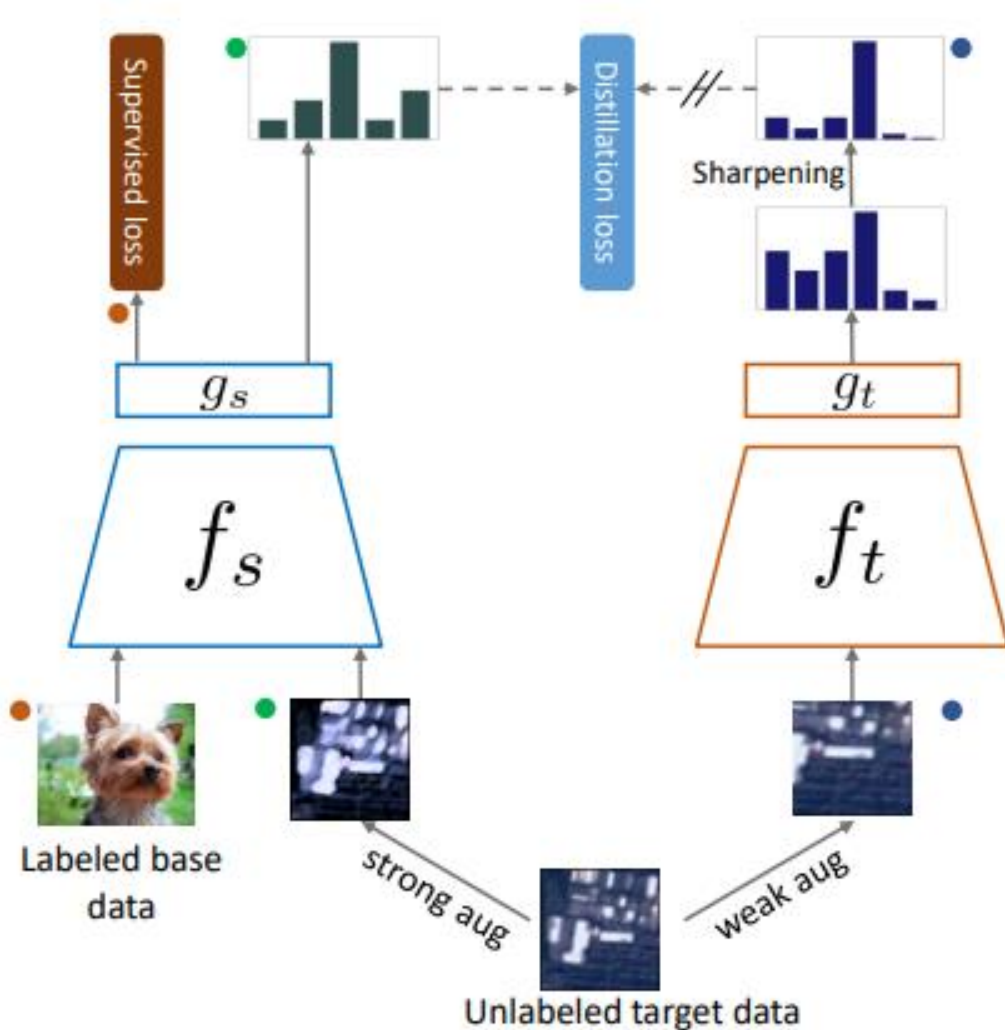 Supervised loss
Distillation loss
Sharpening
g_s
g_t
f_s
f_t
Labeled base
data
strong aug
weak aug
Unlabeled target data